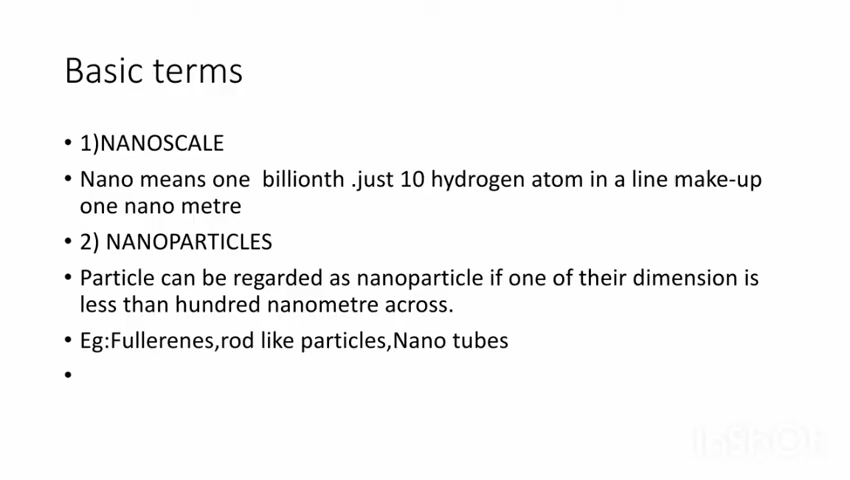 Basic terms
• 1)NANOSCALE
• Nano means one  billionth .just 10 hydrogen atom in a line make-up
one nano metre
• 2) NANOPARTICLES
• Particle can be regarded as nanoparticle if one of their dimension is
less than hundred nanometre across.
• Eg:Fullerenes,rod like particles,Nano tubes
•